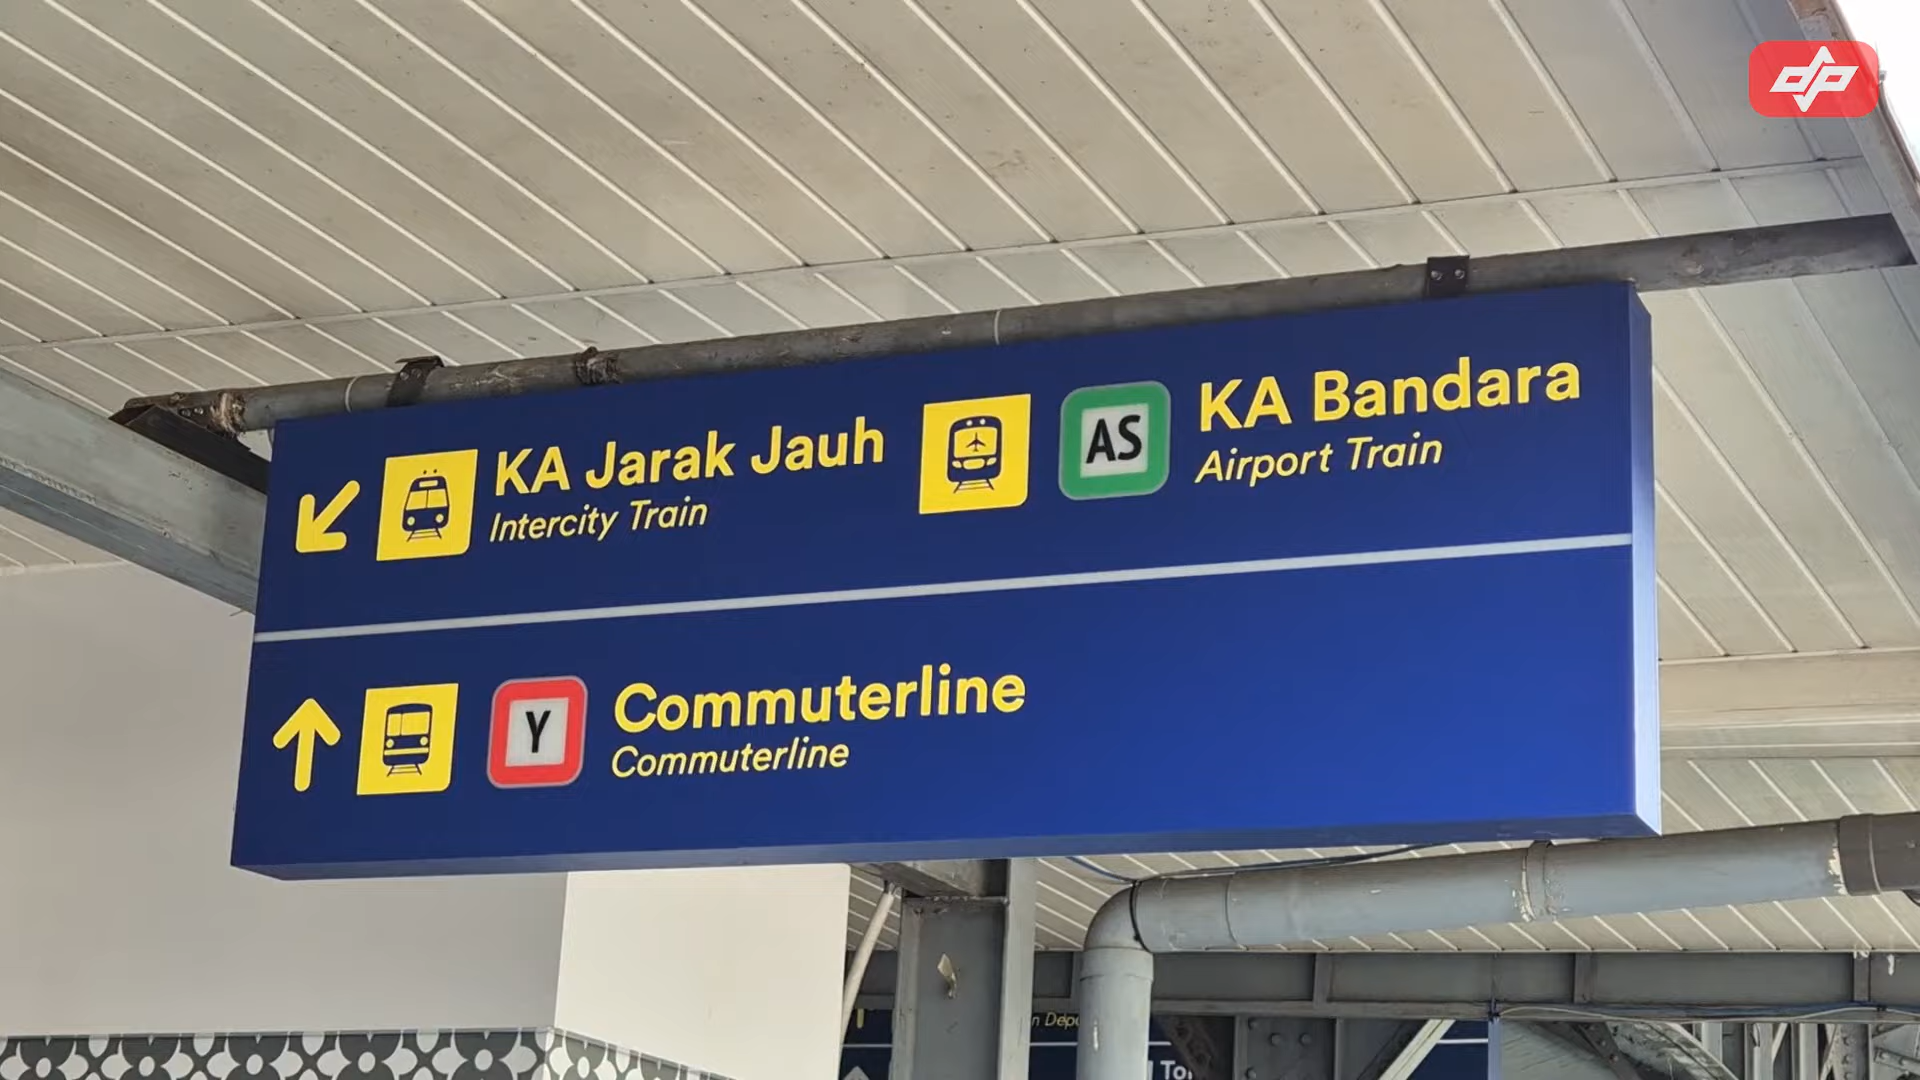 KA Jarak Jauh
Intercity Train
AS
KA Bandara
Airport Train
Y
Commuterline
Commuterline